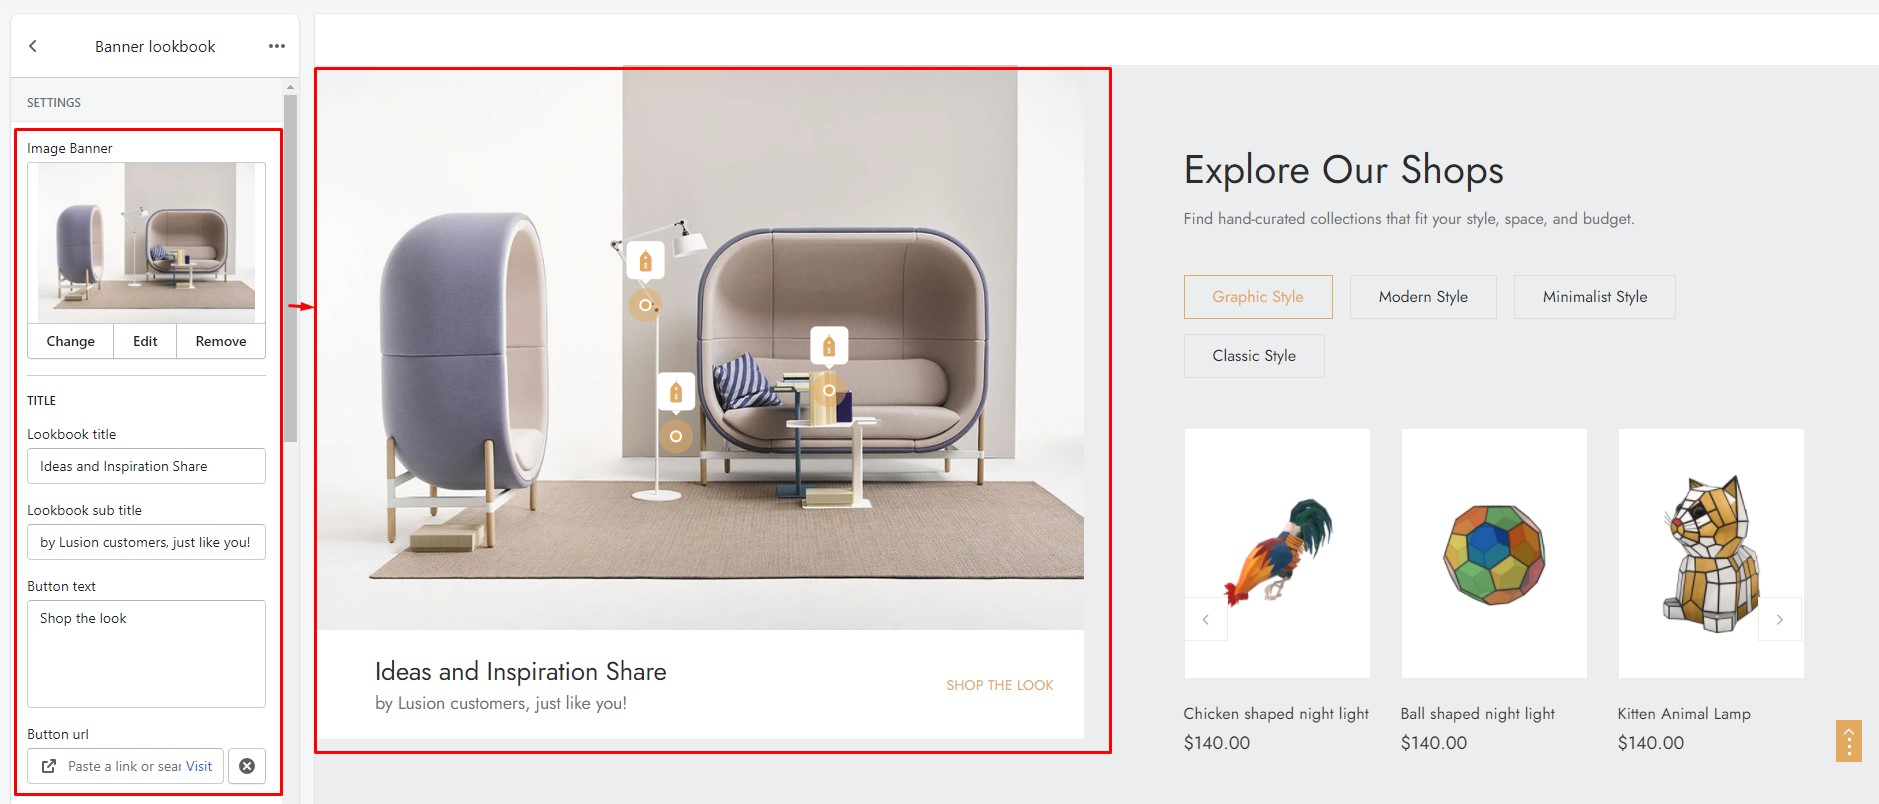 Banner lookbook
SETTINGS
Image Banner
Change Edit Remove
TITLE
Lookbook title
Ideas and Inspiration Share
Lookbook sub title
by Lusion customers, just like you!
Button text
Shop the look
Button url
Paste a link or sear Visit
Ideas and Inspiration Share
by Lusion customers, just like you!
SHOP THE LOOK
Explore Our Shops
Find hand-curated collections that fit your style, space, and budget.
Graphic Style Modern Style Minimalist Style
Classic Style
Chicken shaped night light Ball shaped night light Kitten Animal Lamp
$140.00 $140.00 $140.00